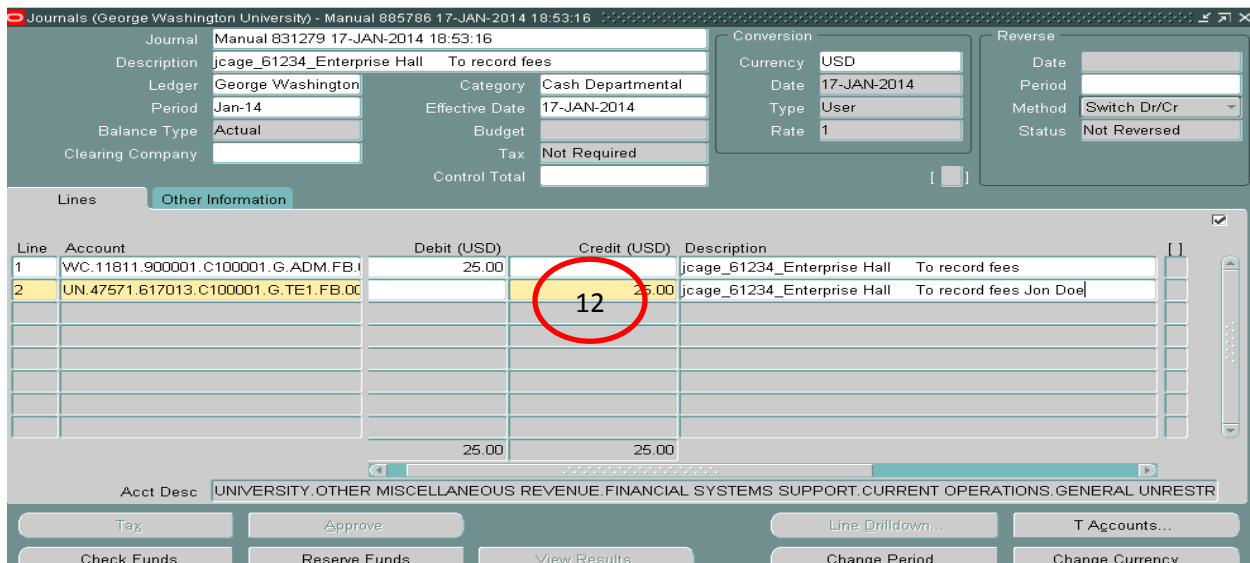 Journals (George Washington University) - Manual 885786 17-JAN-2014 18:53:16
Journal Manual 831279 17-JAN-2014 18:53:16
Description jcage_61234_Enterprise Hall To record fees
Ledger George Washington Category Cash Departmental
Period Jan-14 Effective Date 17-JAN-2014
Balance Type Actual Budget
Clearing Company Tax Not Required
Control Total
Conversion
Currency USD
Date 17-JAN-2014
Type User
Rate 1
Reverse
Date
Period
Method Switch Dr/Cr
Status Not Reversed
[ ]
Lines Other Information
Line Account Debit (USD) Credit (USD) Description [ ]
1 WC.11811.900001.C100001.G.ADM.FB. 25.00 jcage_61234_Enterprise Hall To record fees
2 UN.47571.617013.C100001.G.TE1.FB.00 25.00 jcage_61234_Enterprise Hall To record fees Jon Doe
12
25.00 25.00
Acct Desc UNIVERSITY.OTHER MISCELLANEOUS REVENUE.FINANCIAL SYSTEMS SUPPORT.CURRENT OPERATIONS.GENERAL UNRESTR
Tax Approve Line Drilldown... T Accounts...
Check Funds Reserve Funds View Results Change Period Change Currency